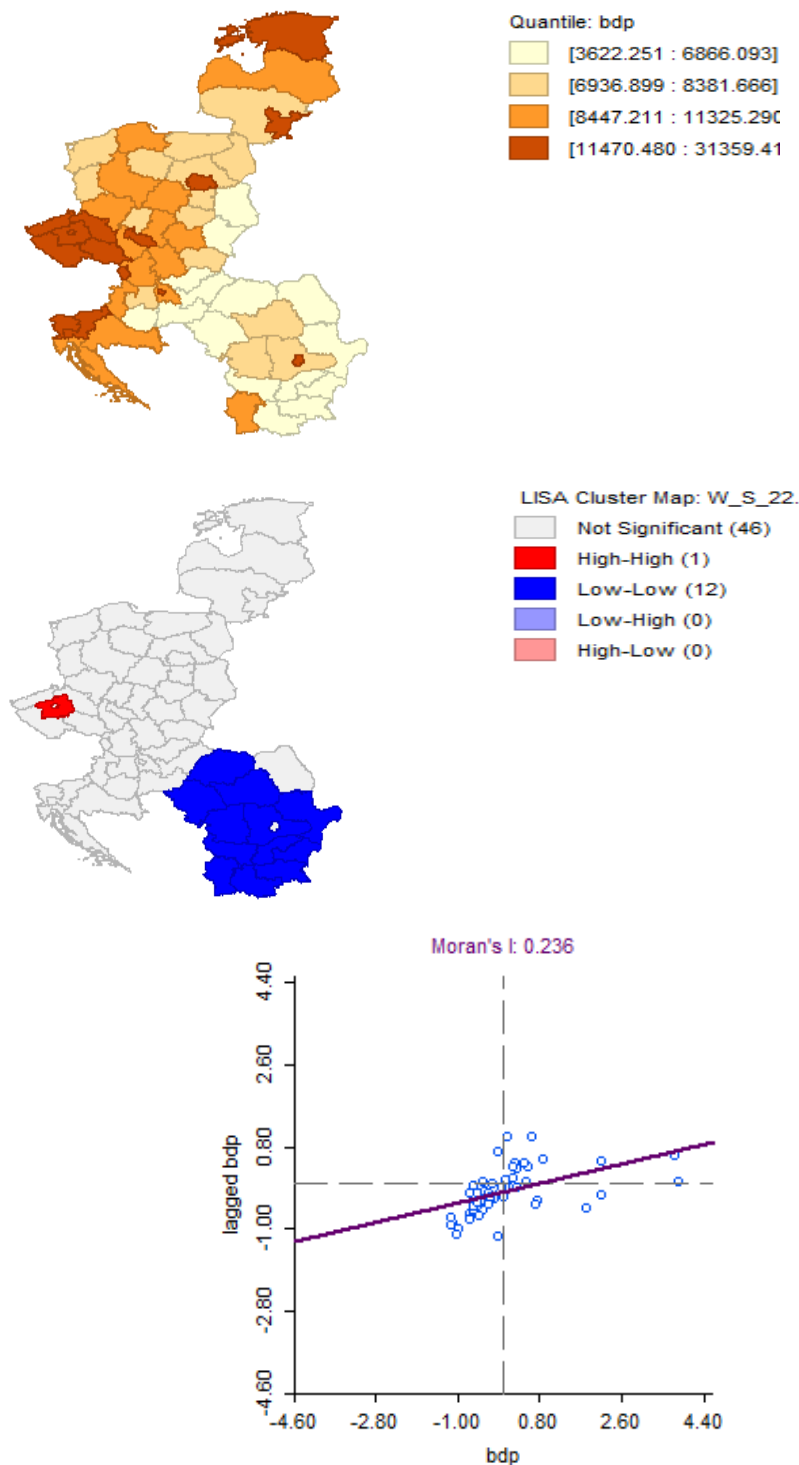 Quantile: bdp
[3622.251 : 6866.093]
[6936.899 : 8381.666]
[8447.211 : 11325.290
[11470.480 : 31359.41
LISA Cluster Map: W_S_22.
Not Significant (46)
High-High (1)
Low-Low (12)
Low-High (0)
High-Low (0)
Moran's I: 0.236
4.40
2.60
0.80
-1.00
-2.80
-4.60
lagged bdp
-4.60 -2.80 -1.00 0.80 2.60 4.40
bdp